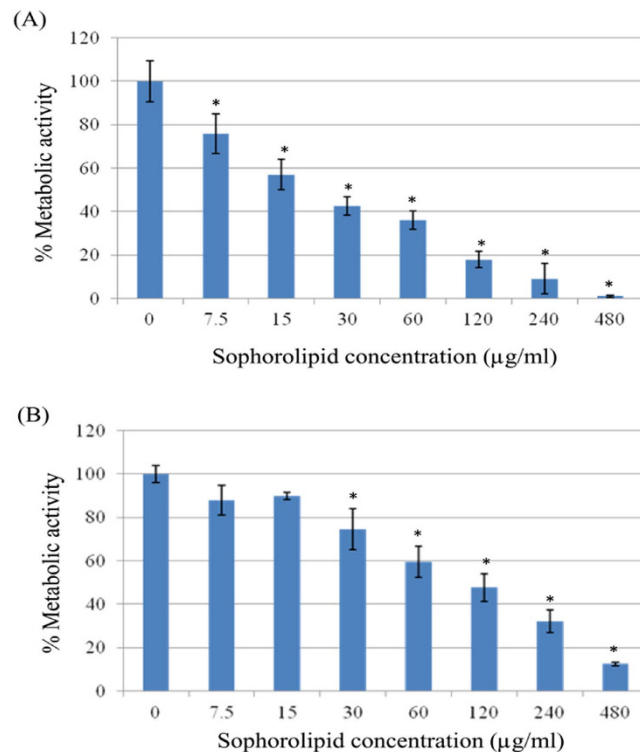 (A)
120
100
80
60
40
20
0
% Metabolic activity
* * * * * * *
0 7.5 15 30 60 120 240 480
Sophorolipid concentration (µg/ml)
(B)
120
100
80
60
40
20
0
% Metabolic activity
* * * * *
0 7.5 15 30 60 120 240 480
Sophorolipid concentration (µg/ml)